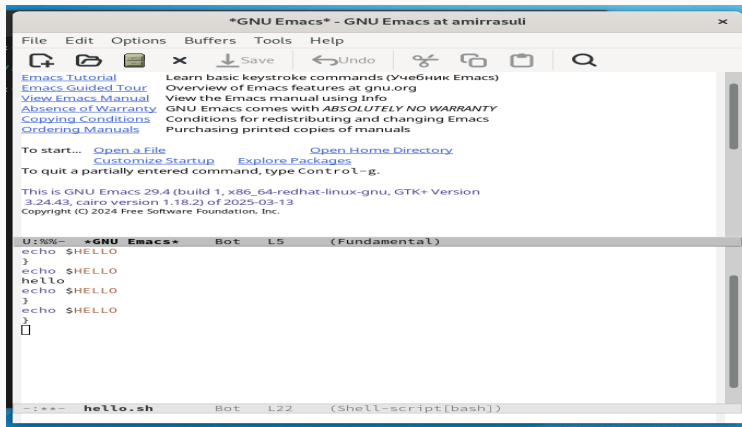 *GNU Emacs* - GNU Emacs at amirrasuli ×
File Edit Options Buffers Tools Help
Save Undo
Emacs Tutorial Learn basic keystroke commands (Учебник Emacs)
Emacs Guided Tour Overview of Emacs features at gnu.org
View Emacs Manual View the Emacs manual using Info
Absence of Warranty GNU Emacs comes with ABSOLUTELY NO WARRANTY
Copying Conditions Conditions for redistributing and changing Emacs
Ordering Manuals Purchasing printed copies of manuals
To start... Open a File Open Home Directory
Customize Startup Explore Packages
To quit a partially entered command, type Control-g.
This is GNU Emacs 29.4 (build 1, x86_64-redhat-linux-gnu, GTK+ Version
3.24.43, cairo version 1.18.2) of 2025-03-13
Copyright (C) 2024 Free Software Foundation, Inc.
U:%%- *GNU Emacs* Bot L5 (Fundamental)
echo $HELLO
}
echo $HELLO
hello
echo $HELLO
}
echo $HELLO
}
-:**- hello.sh Bot L22 (Shell-script[bash])